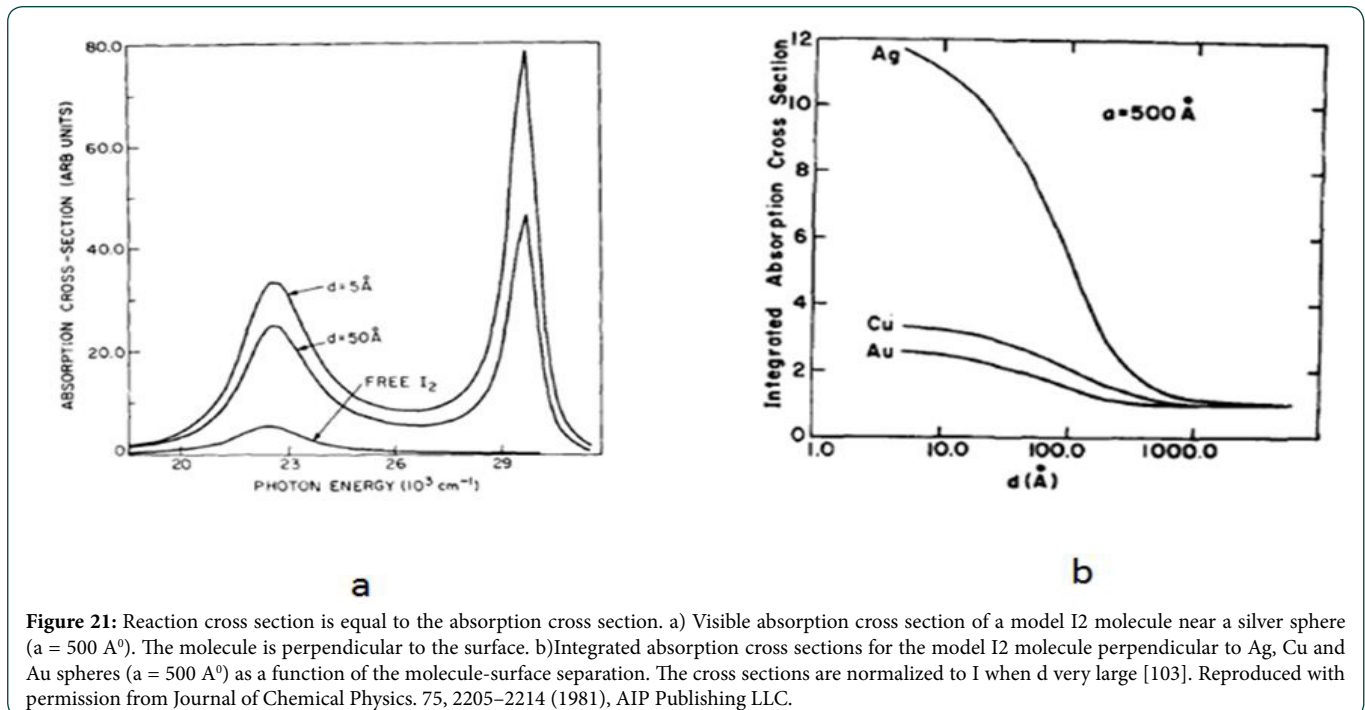 80.0
60.0
40.0
20.0
0
ABSORPTION CROSS-SECTION (ARB UNITS)
d=5Å
d=50Å
FREE I2
20 23 26 29
PHOTON ENERGY (10³ cm⁻¹)
a
12
10
8
6
4
2
0
Integrated Absorption Cross Section
Ag
a=500 Å
Cu
Au
1.0 10.0 100.0 1000.0
d(Å)
b
Figure 21: Reaction cross section is equal to the absorption cross section. a) Visible absorption cross section of a model I2 molecule near a silver sphere
(a = 500 A⁰). The molecule is perpendicular to the surface. b)Integrated absorption cross sections for the model I2 molecule perpendicular to Ag, Cu and
Au spheres (a = 500 A⁰) as a function of the molecule-surface separation. The cross sections are normalized to I when d very large [103]. Reproduced with
permission from Journal of Chemical Physics. 75, 2205–2214 (1981), AIP Publishing LLC.